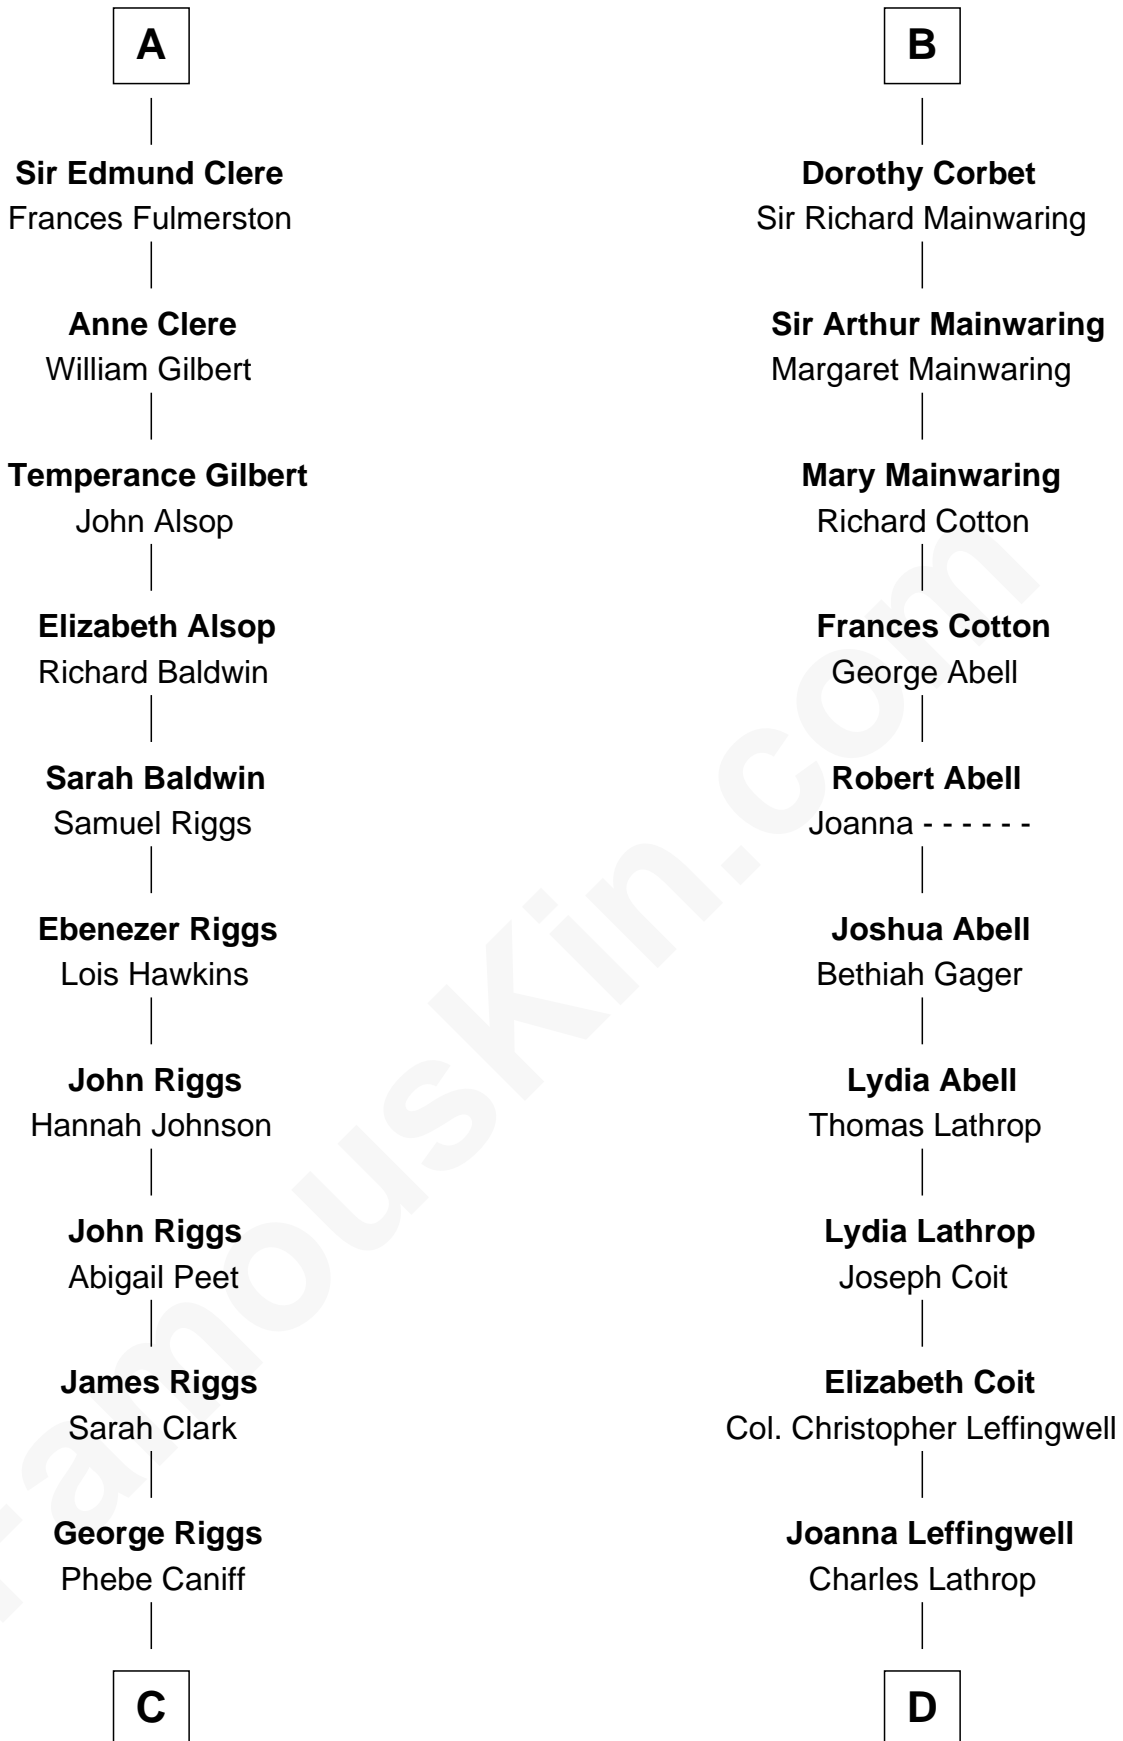 A
Sir Edmund Clere
Frances Fulmerston
Anne Clere
William Gilbert
Temperance Gilbert
John Alsop
Elizabeth Alsop
Richard Baldwin
Sarah Baldwin
Samuel Riggs
Ebenezer Riggs
Lois Hawkins
John Riggs
Hannah Johnson
John Riggs
Abigail Peet
James Riggs
Sarah Clark
George Riggs
Phebe Caniff
C
B
Dorothy Corbet
Sir Richard Mainwaring
Sir Arthur Mainwaring
Margaret Mainwaring
Mary Mainwaring
Richard Cotton
Frances Cotton
George Abell
Robert Abell
Joanna - - - - - -
Joshua Abell
Bethiah Gager
Lydia Abell
Thomas Lathrop
Lydia Lathrop
Joseph Coit
Elizabeth Coit
Col. Christopher Leffingwell
Joanna Leffingwell
Charles Lathrop
D
FamousKin.com